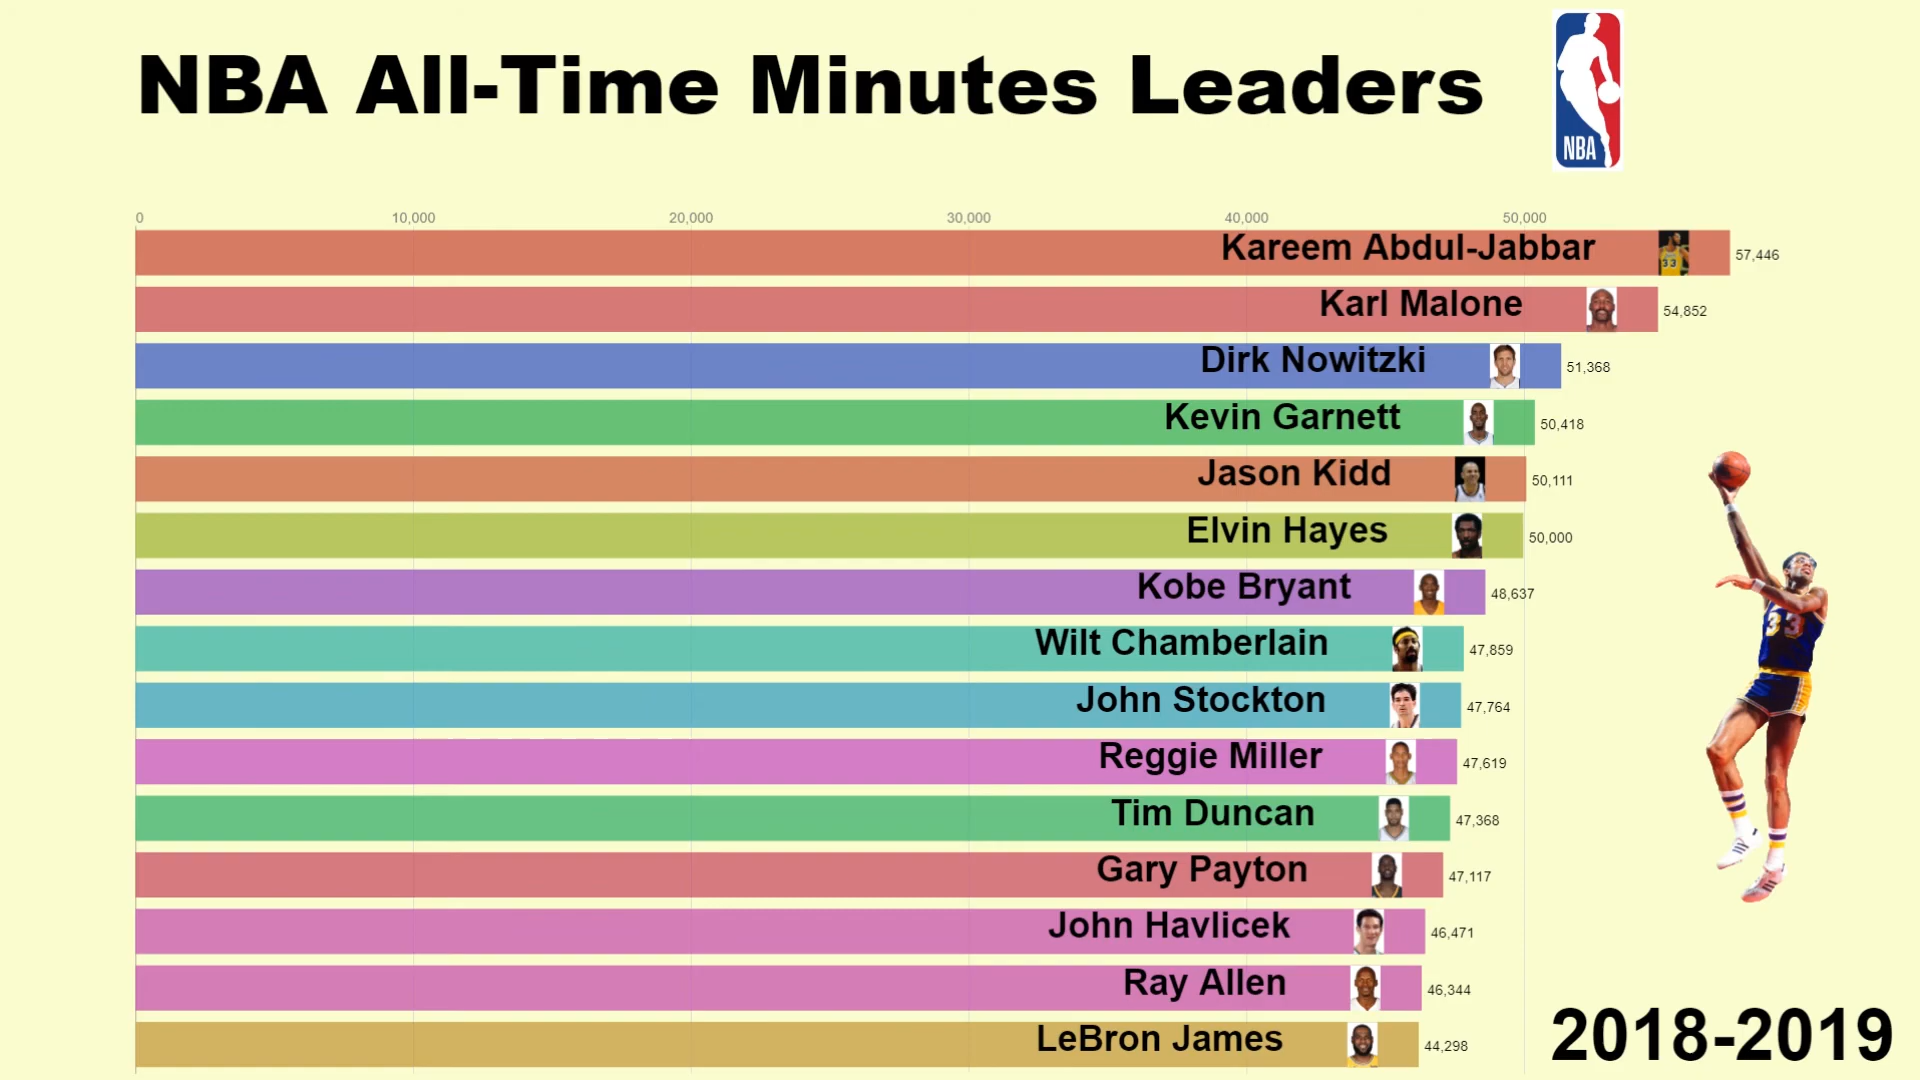 NBA All-Time Minutes Leaders
NBA
0 10,000 20,000 30,000 40,000 50,000
Kareem Abdul-Jabbar 33 57,446
Karl Malone 54,852
Dirk Nowitzki 51,368
Kevin Garnett 50,418
Jason Kidd 50,111
Elvin Hayes 50,000
Kobe Bryant 48,637
Wilt Chamberlain 47,859
33
John Stockton 47,764
Reggie Miller 47,619
Tim Duncan 47,368
Gary Payton 47,117
John Havlicek 46,471
Ray Allen 46,344
LeBron James 44,298
2018-2019